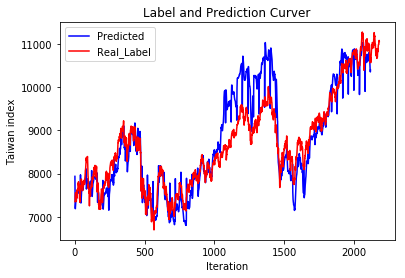 Label and Prediction Curver
Predicted
Real_Label
11000
10000
9000
8000
7000
Taiwan Index
0 500 1000 1500 2000
Iteration